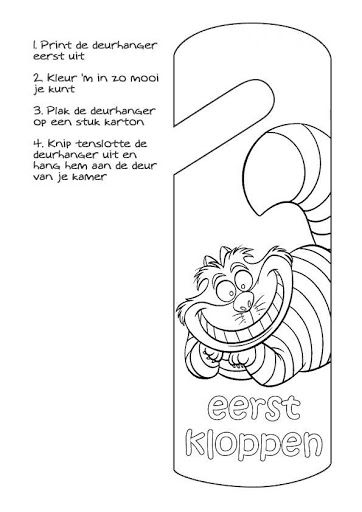 1. Print de deurhanger
eerst uit
2. Kleur 'm in zo mooi
je kunt
3. Plak de deurhanger
op een stuk karton
4. Knip tenslotte de
deurhanger uit en
hang hem aan de deur
van je kamer
eerst
kloppen